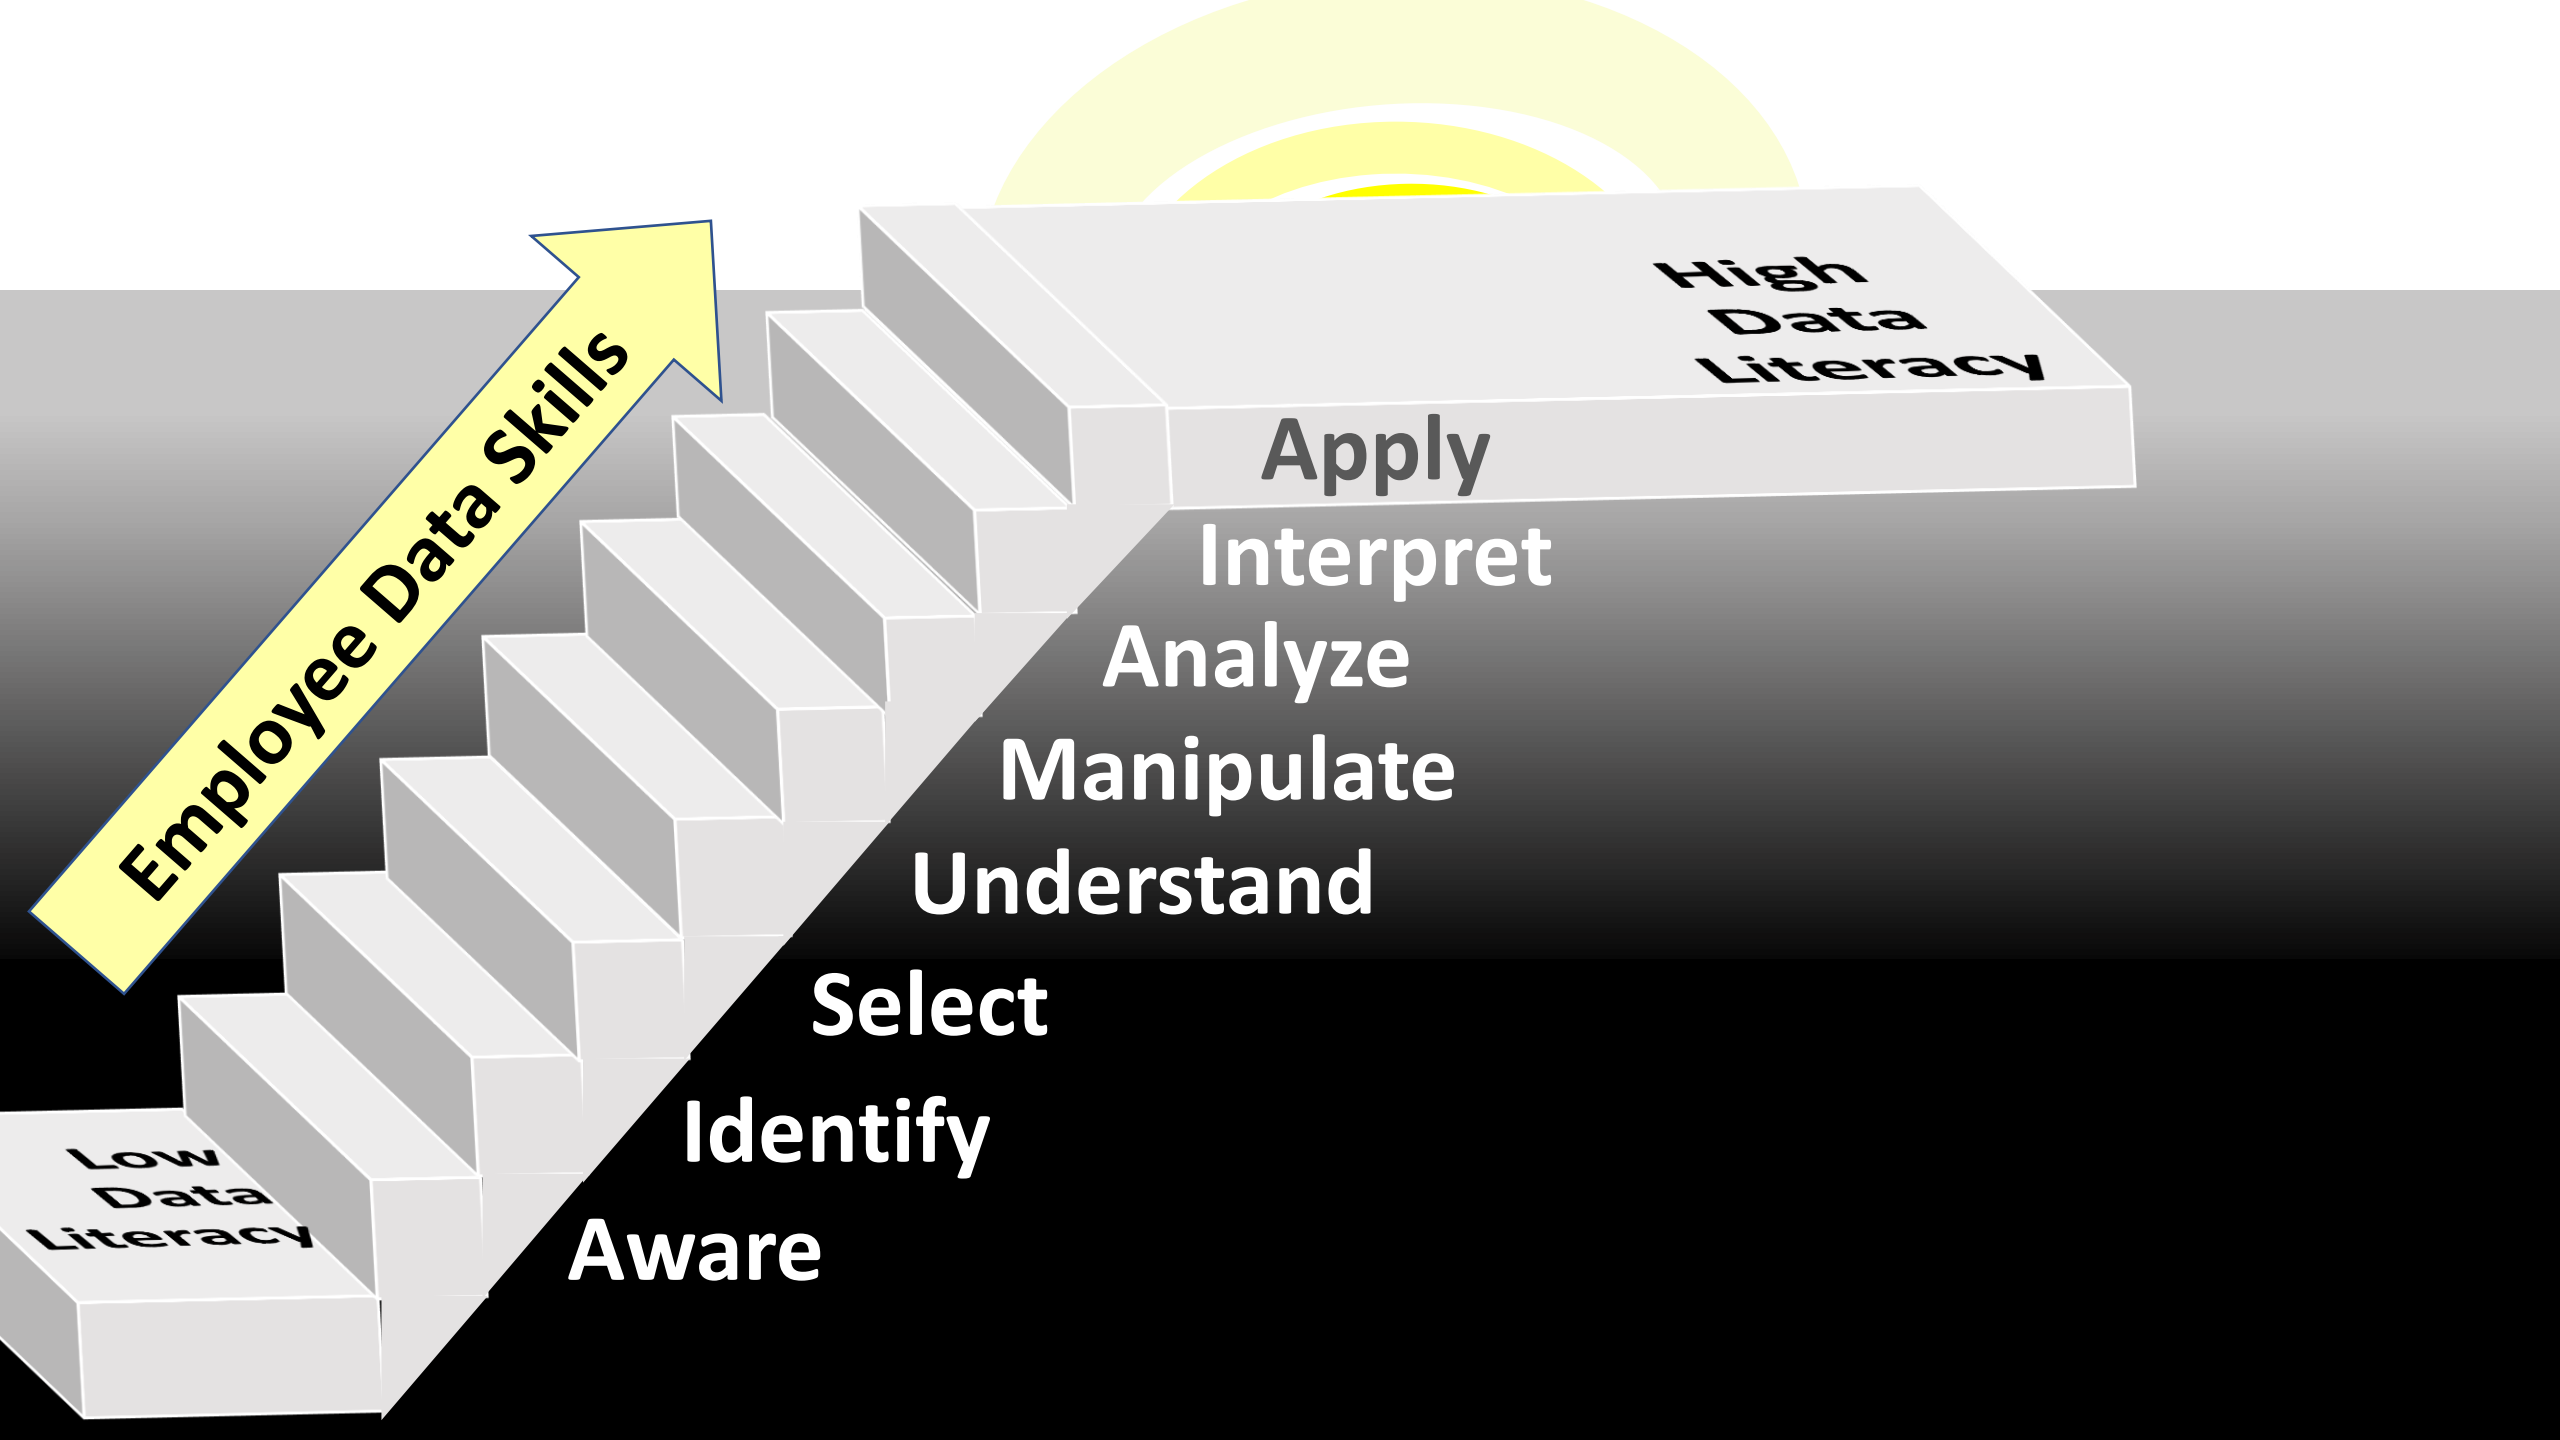 High
Data
Literacy
Employee Data Skills
Apply
Interpret
Analyze
Manipulate
Understand
Select
Identify
Aware
Low
Data
Literacy